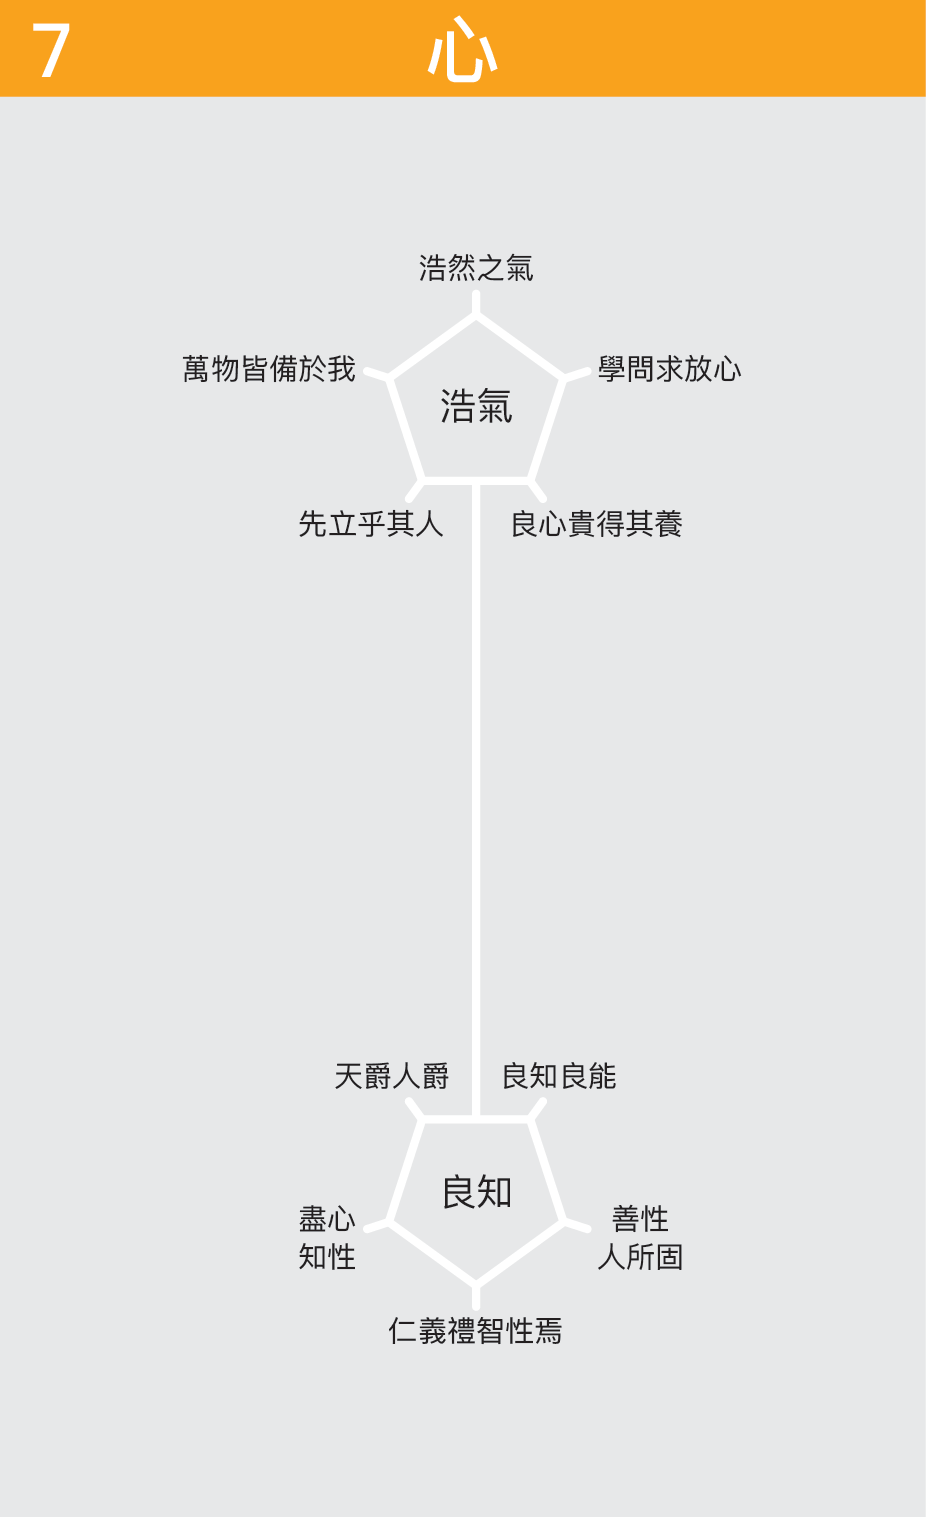 7
心
浩然之氣
萬物皆備於我
學問求放心
浩氣
先立乎其人
良心貴得其養
天爵人爵
良知良能
良知
盡心
知性
善性
人所固
仁義禮智性焉